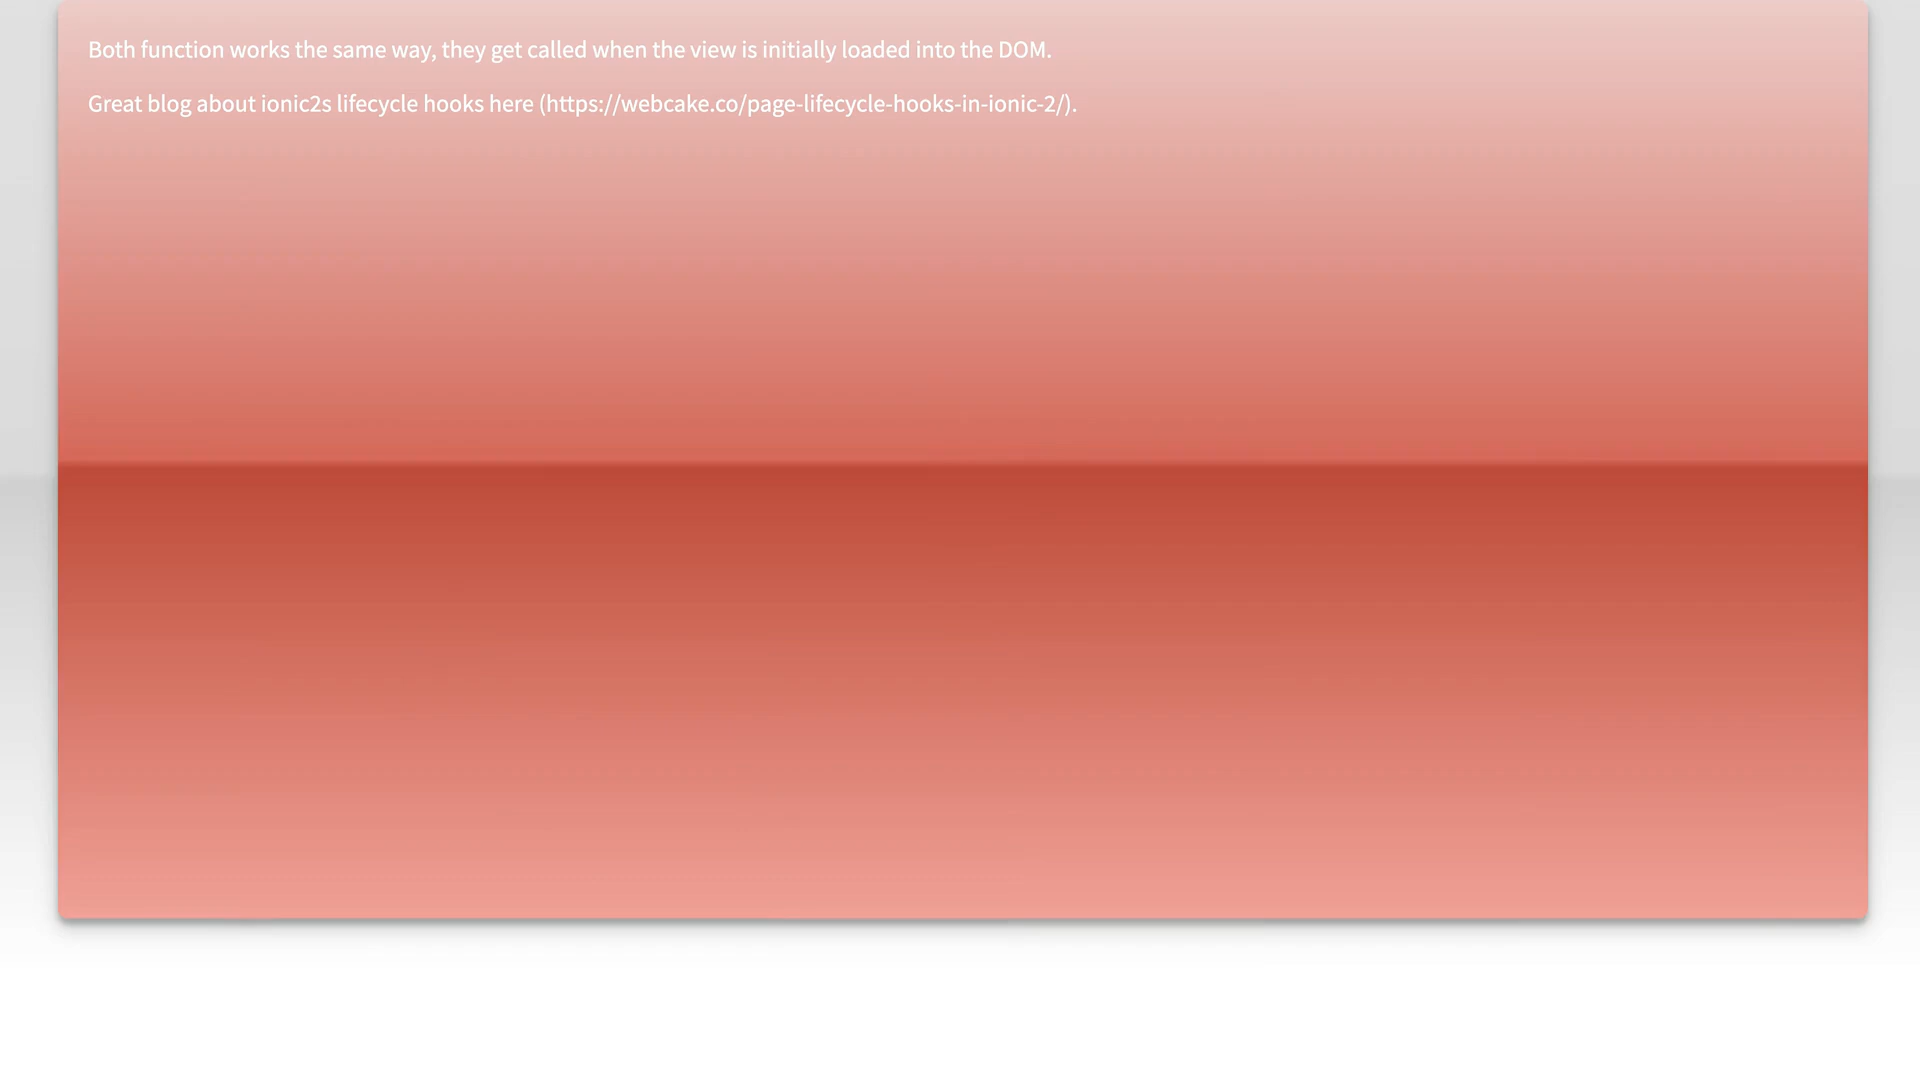 Both function works the same way, they get called when the view is initially loaded into the DOM.
Great blog about ionic2s lifecycle hooks here (https://webcake.co/page-lifecycle-hooks-in-ionic-2/).